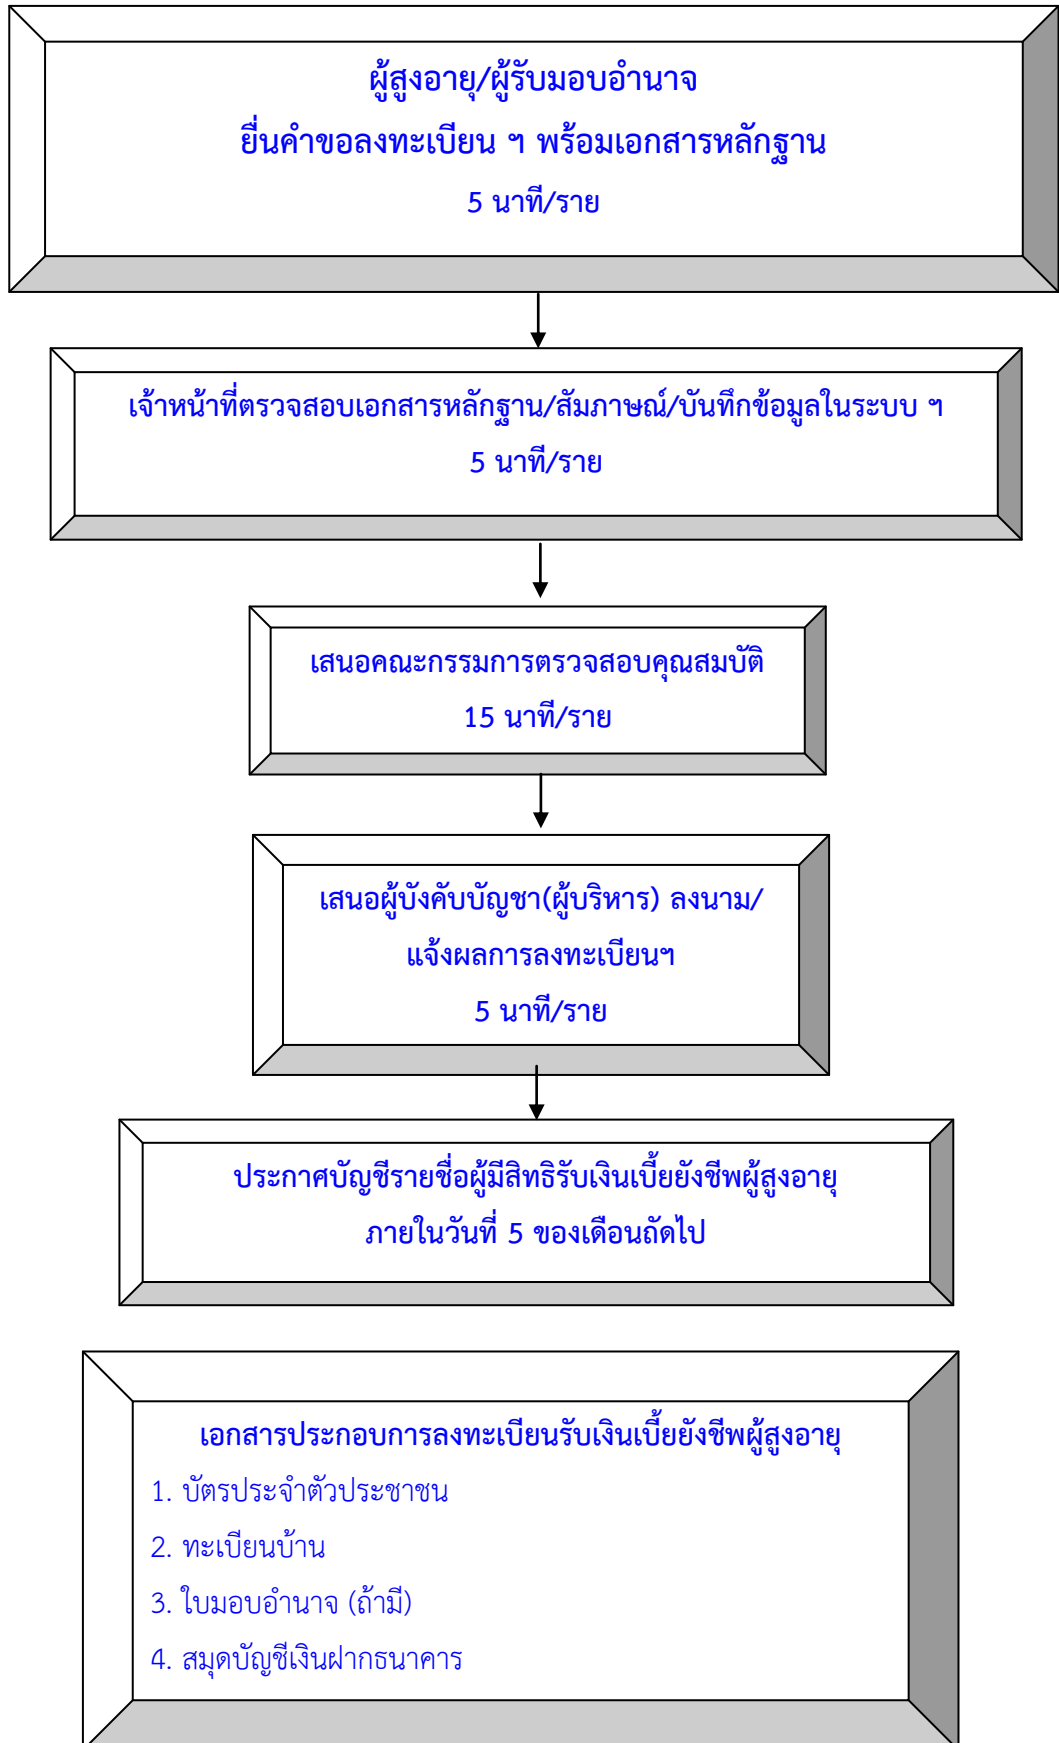 ผู้สูงอายุ/ผู้รับมอบอำนาจ
ยื่นคำขอลงทะเบียน ฯ พร้อมเอกสารหลักฐาน
5 นาที/ราย
เจ้าหน้าที่ตรวจสอบเอกสารหลักฐาน/สัมภาษณ์/บันทึกข้อมูลในระบบ ฯ
5 นาที/ราย
เสนอคณะกรรมการตรวจสอบคุณสมบัติ
15 นาที/ราย
เสนอผู้บังคับบัญชา(ผู้บริหาร) ลงนาม/
แจ้งผลการลงทะเบียนฯ
5 นาที/ราย
ประกาศบัญชีรายชื่อผู้มีสิทธิรับเงินเบี้ยยังชีพผู้สูงอายุ
ภายในวันที่ 5 ของเดือนถัดไป
เอกสารประกอบการลงทะเบียนรับเงินเบี้ยยังชีพผู้สูงอายุ
1. บัตรประจำตัวประชาชน
2. ทะเบียนบ้าน
3. ใบมอบอำนาจ (ถ้ามี)
4. สมุดบัญชีเงินฝากธนาคาร